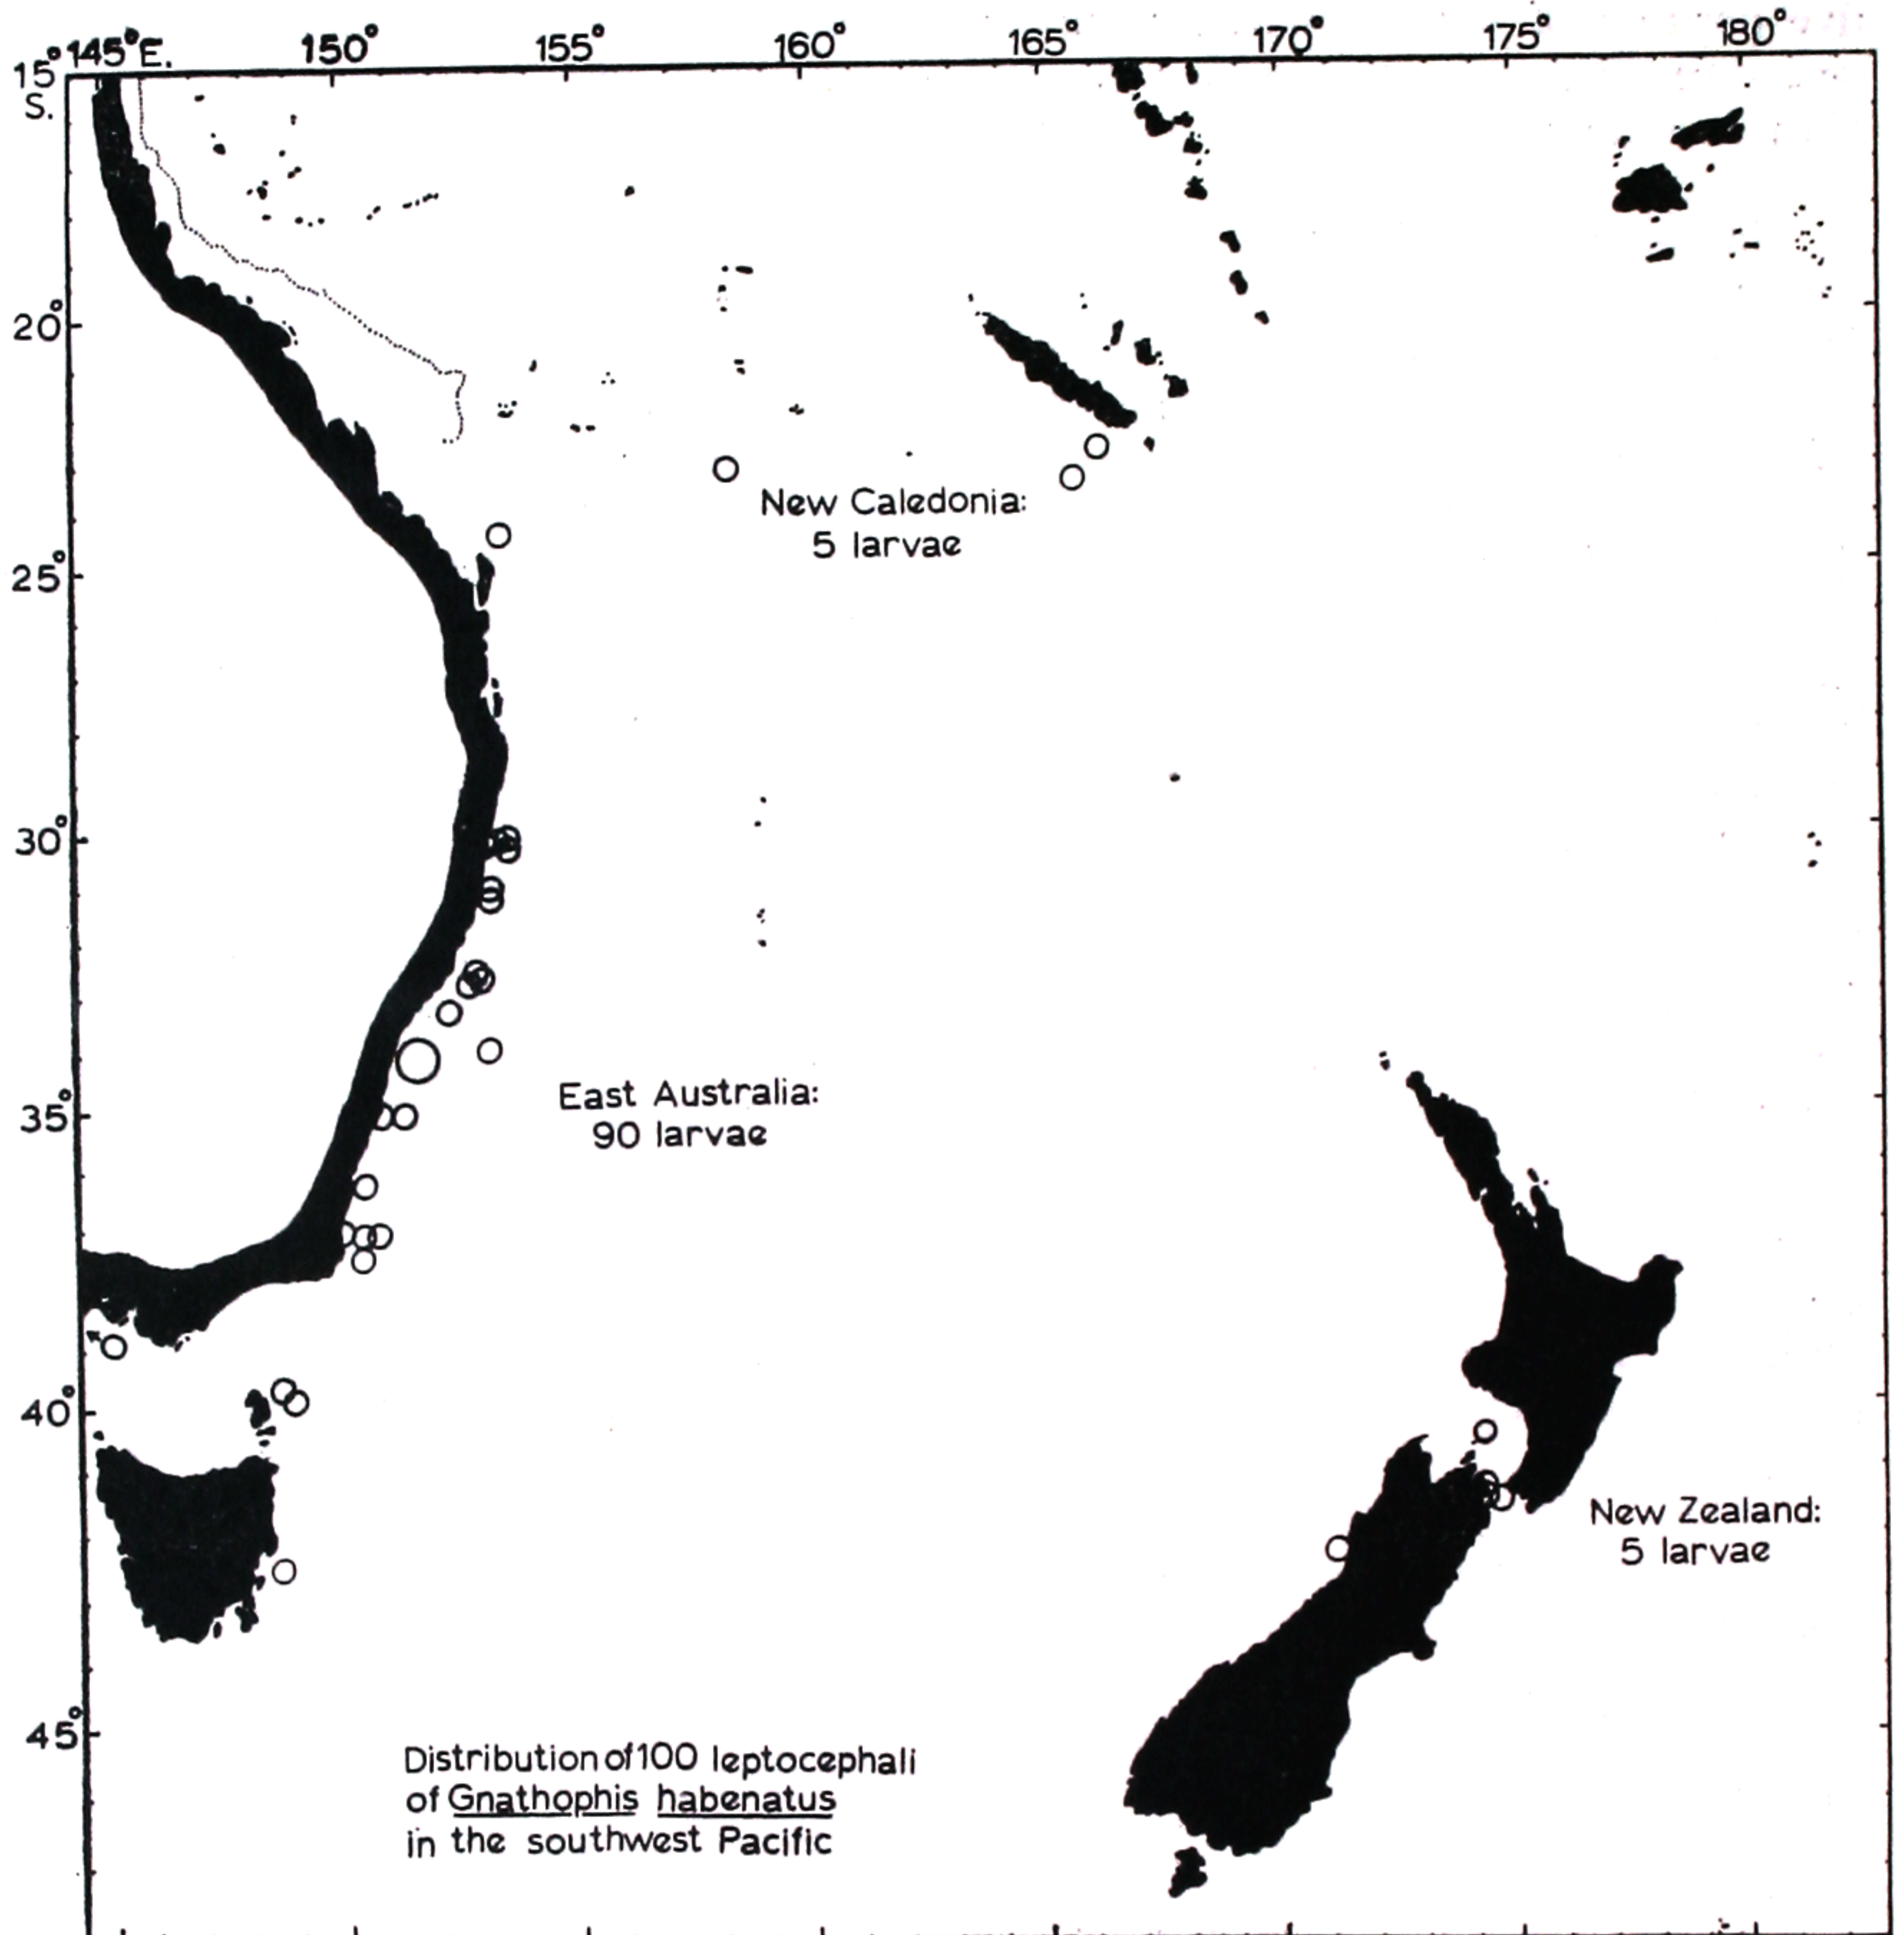 145°E. 150° 155° 160° 165° 170° 175° 180°
15°
S.
20°
New Caledonia:
5 larvae
25°
30°
East Australia:
90 larvae
35°
40°
New Zealand:
5 larvae
45°
Distribution of 100 leptocephali
of Gnathophis habenatus
in the southwest Pacific